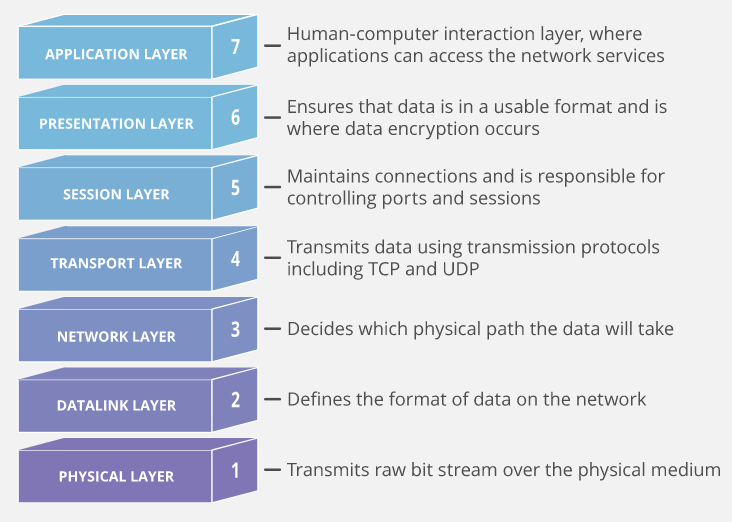 APPLICATION LAYER 7 Human-computer interaction layer, where
applications can access the network services
PRESENTATION LAYER 6 Ensures that data is in a usable format and is
where data encryption occurs
SESSION LAYER 5 Maintains connections and is responsible for
controlling ports and sessions
TRANSPORT LAYER 4 Transmits data using transmission protocols
including TCP and UDP
NETWORK LAYER 3 Decides which physical path the data will take
DATALINK LAYER 2 Defines the format of data on the network
PHYSICAL LAYER 1 Transmits raw bit stream over the physical medium